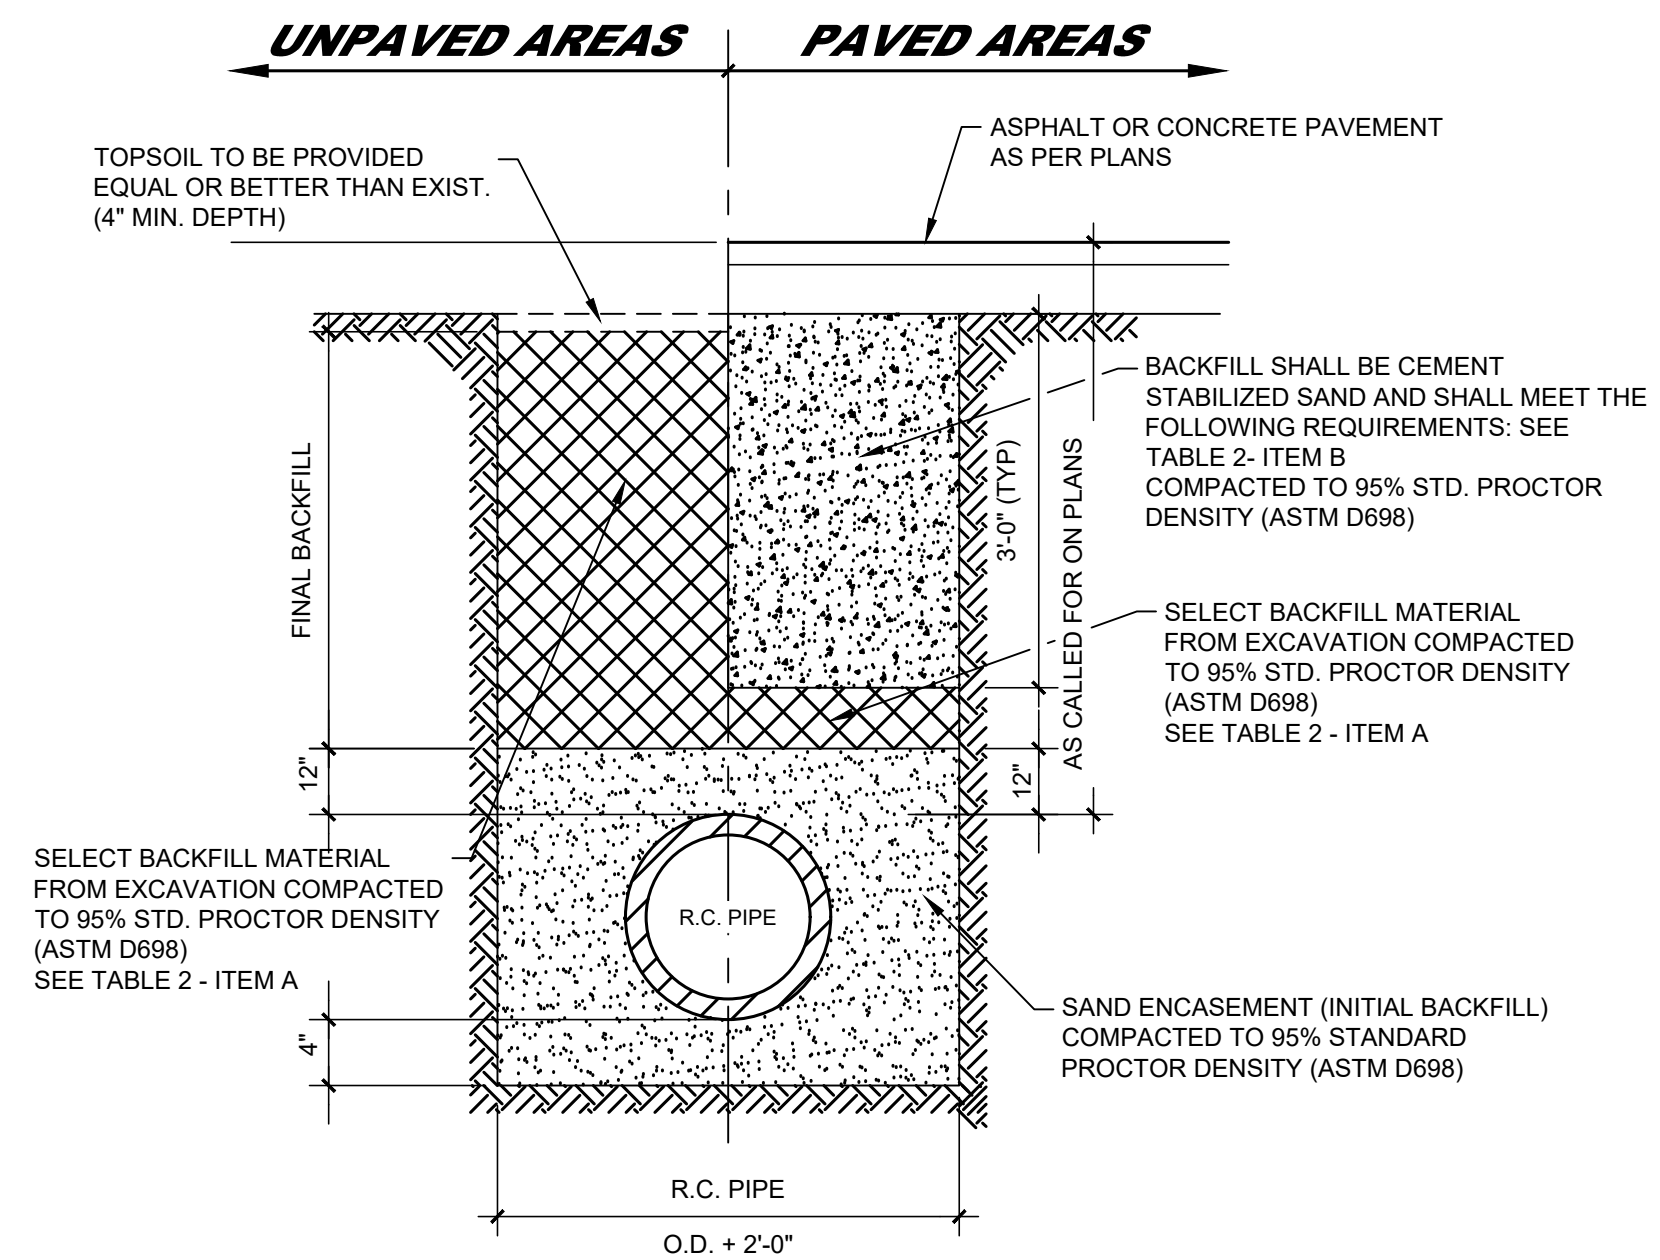 UNPAVED AREAS
PAVED AREAS
TOPSOIL TO BE PROVIDED
EQUAL OR BETTER THAN EXIST.
(4" MIN. DEPTH)
ASPHALT OR CONCRETE PAVEMENT
AS PER PLANS
BACKFILL SHALL BE CEMENT
STABILIZED SAND AND SHALL MEET THE
FOLLOWING REQUIREMENTS: SEE
TABLE 2- ITEM B
COMPACTED TO 95% STD. PROCTOR
DENSITY (ASTM D698)
FINAL BACKFILL
3'-0" (TYP)
AS CALLED FOR ON PLANS
SELECT BACKFILL MATERIAL
FROM EXCAVATION COMPACTED
TO 95% STD. PROCTOR DENSITY
(ASTM D698)
SEE TABLE 2 - ITEM A
12"
12"
SELECT BACKFILL MATERIAL
FROM EXCAVATION COMPACTED
TO 95% STD. PROCTOR DENSITY
(ASTM D698)
SEE TABLE 2 - ITEM A
R.C. PIPE
SAND ENCASEMENT (INITIAL BACKFILL)
COMPACTED TO 95% STANDARD
PROCTOR DENSITY (ASTM D698)
4"
R.C. PIPE
O.D. + 2'-0"